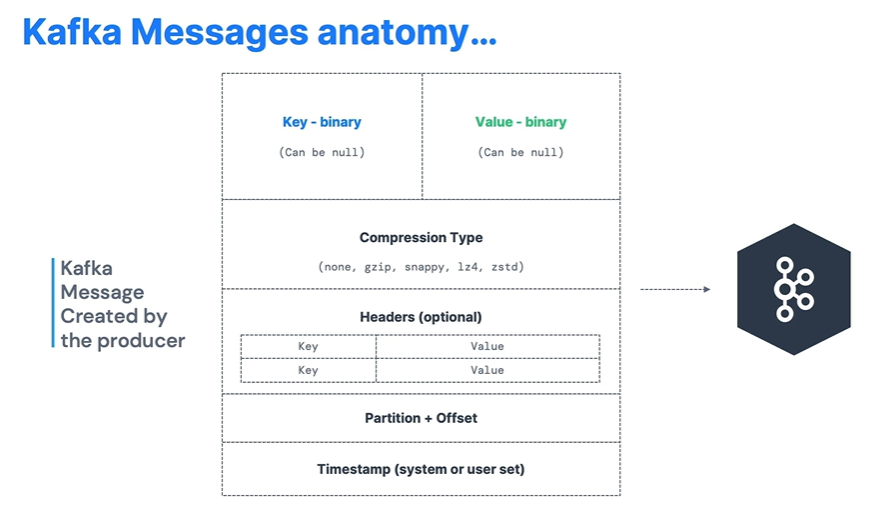 Kafka Messages anatomy...
Key - binary
(Can be null)
Value - binary
(Can be null)
Compression Type
(none, gzip, snappy, lz4, zstd)
Kafka
Message
Created by
the producer
Headers (optional)
Key Value
Key Value
Partition + Offset
Timestamp (system or user set)